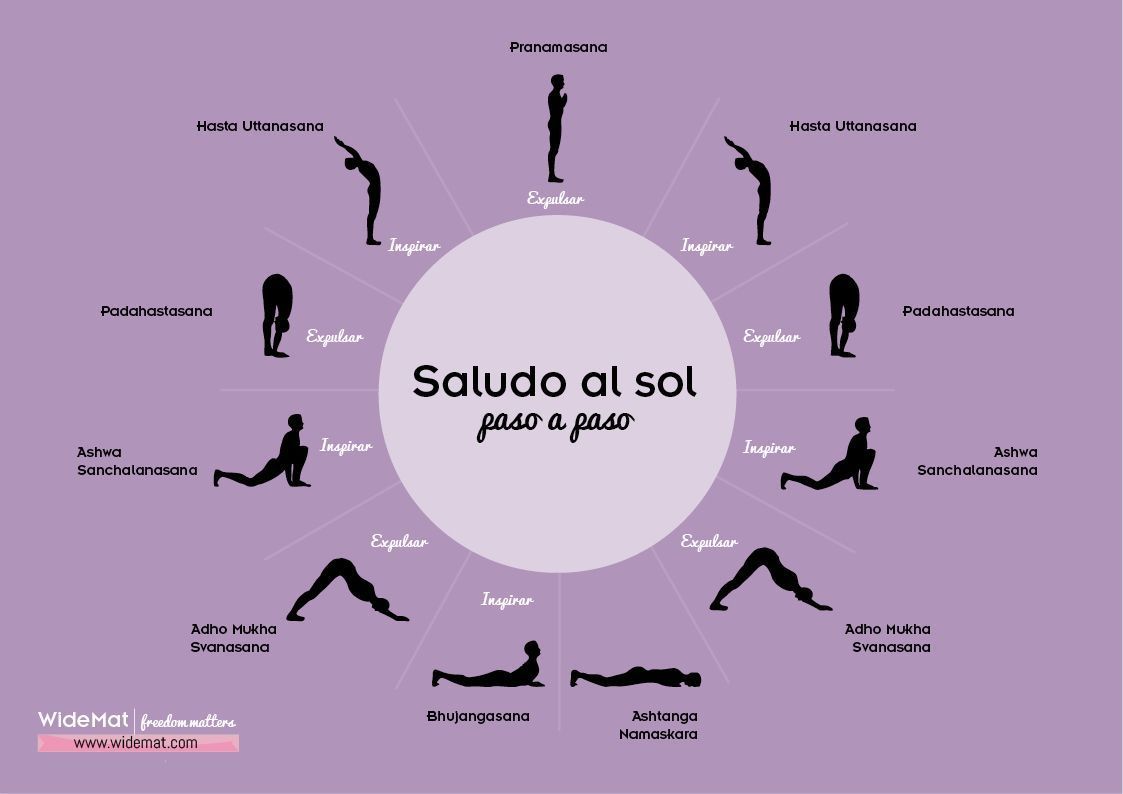 Pranamasana
Expulsar
Hasta Uttanasana
Inspirar
Hasta Uttanasana
Inspirar
Padahastasana
Expulsar
Padahastasana
Expulsar
Saludo al sol
paso a paso
Ashwa
Sanchalanasana
Inspirar
Ashwa
Sanchalanasana
Inspirar
Expulsar
Adho Mukha
Svanasana
Expulsar
Adho Mukha
Svanasana
Inspirar
Bhujangasana
Ashtanga
Namaskara
WideMat | freedom matters
www.widemat.com